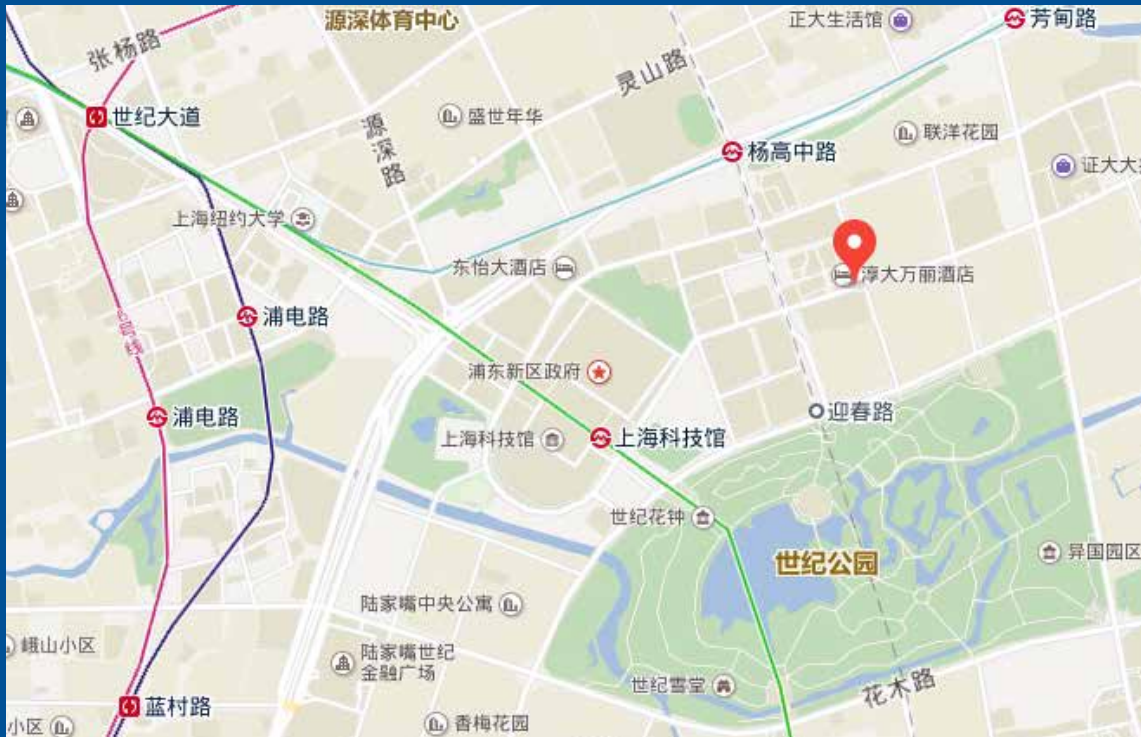 源深体育中心
正大生活馆
芳甸路
张杨路
灵山路
世纪大道
盛世年华
源深路
杨高中路
联洋花园
证大大
上海纽约大学
东怡大酒店
淳大万丽酒店
浦电路
6号线
浦东新区政府
浦电路
迎春路
上海科技馆
上海科技馆
世纪花钟
世纪公园
异国园区
陆家嘴中央公寓
峨山小区
陆家嘴世纪
金融广场
世纪雪堂
花木路
蓝村路
小区
香梅花园